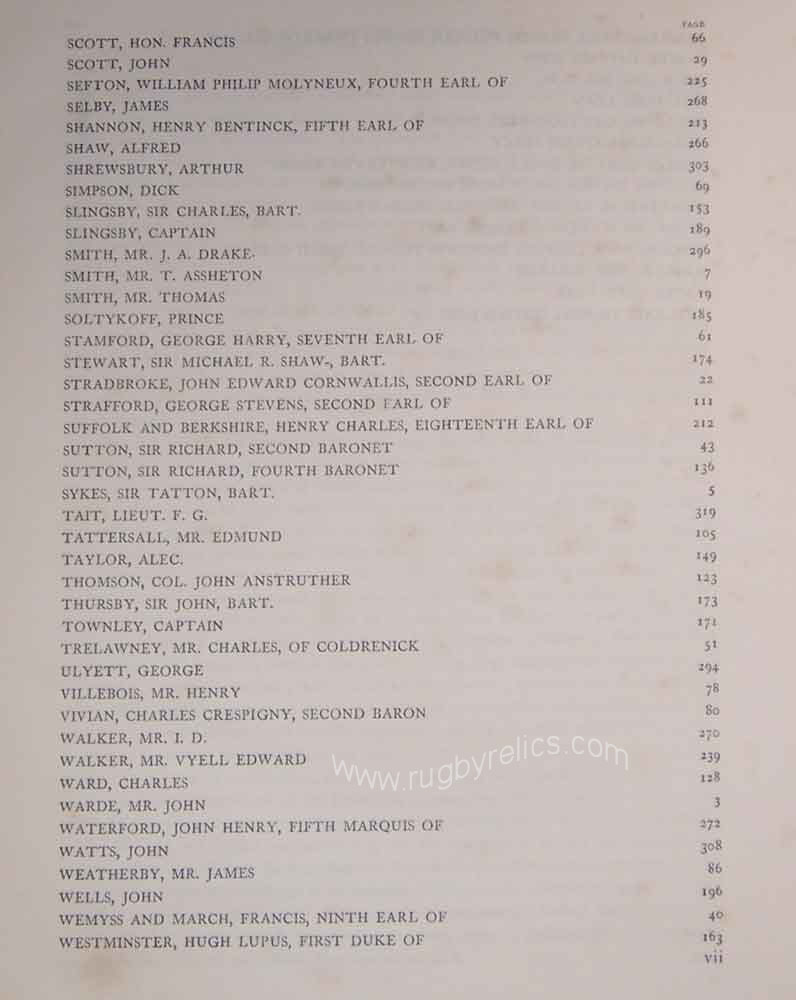 PAGE
SCOTT, HON. FRANCIS 66
SCOTT, JOHN 29
SEFTON, WILLIAM PHILIP MOLYNEUX, FOURTH EARL OF 225
SELBY, JAMES 268
SHANNON, HENRY BENTINCK, FIFTH EARL OF 213
SHAW, ALFRED 266
SHREWSBURY, ARTHUR 303
SIMPSON, DICK 69
SLINGSBY, SIR CHARLES, BART. 153
SLINGSBY, CAPTAIN 189
SMITH, MR. J. A. DRAKE- 296
SMITH, MR. T. ASSHETON 7
SMITH, MR. THOMAS 19
SOLTYKOFF, PRINCE 185
STAMFORD, GEORGE HARRY, SEVENTH EARL OF 61
STEWART, SIR MICHAEL R. SHAW-, BART. 174
STRADBROKE, JOHN EDWARD CORNWALLIS, SECOND EARL OF 22
STRAFFORD, GEORGE STEVENS, SECOND EARL OF 111
SUFFOLK AND BERKSHIRE, HENRY CHARLES, EIGHTEENTH EARL OF 212
SUTTON, SIR RICHARD, SECOND BARONET 43
SUTTON, SIR RICHARD, FOURTH BARONET 136
SYKES, SIR TATTON, BART. 5
TAIT, LIEUT. F. G. 319
TATTERSALL, MR. EDMUND 105
TAYLOR, ALEC. 149
THOMSON, COL. JOHN ANSTRUTHER 123
THURSBY, SIR JOHN, BART. 173
TOWNLEY, CAPTAIN 171
TRELAWNEY, MR. CHARLES, OF COLDRENICK 51
ULYETT, GEORGE 294
VILLEBOIS, MR. HENRY 78
VIVIAN, CHARLES CRESPIGNY, SECOND BARON 80
WALKER, MR. I. D. 270
WALKER, MR. VYELL EDWARD 239
www.rugbyrelics.com
WARD, CHARLES 128
WARDE, MR. JOHN 3
WATERFORD, JOHN HENRY, FIFTH MARQUIS OF 272
WATTS, JOHN 308
WEATHERBY, MR. JAMES 86
WELLS, JOHN 196
WEMYSS AND MARCH, FRANCIS, NINTH EARL OF 40
WESTMINSTER, HUGH LUPUS, FIRST DUKE OF 163
vii